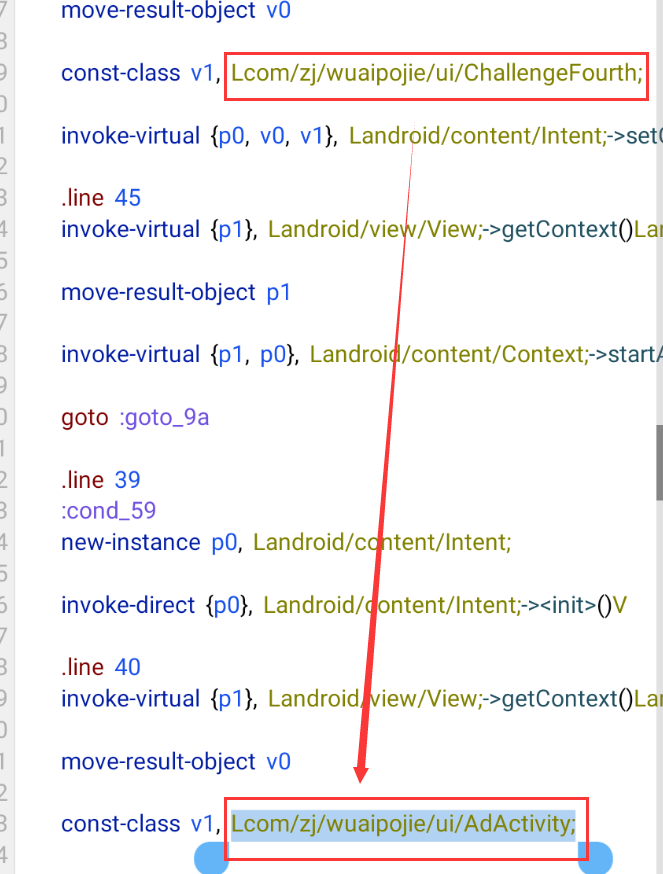 7 move-result-object v0
8
9 const-class v1, Lcom/zj/wuaipojie/ui/ChallengeFourth;
0
1 invoke-virtual {p0, v0, v1}, Landroid/content/Intent;->set
2
3 .line 45
4 invoke-virtual {p1}, Landroid/view/View;->getContext()La
5
6 move-result-object p1
7
8 invoke-virtual {p1, p0}, Landroid/content/Context;->start
9
0 goto :goto_9a
1
2 .line 39
3 :cond_59
4 new-instance p0, Landroid/content/Intent;
5
6 invoke-direct {p0}, Landroid/content/Intent;-><init>()V
7
8 .line 40
9 invoke-virtual {p1}, Landroid/view/View;->getContext()La
0
1 move-result-object v0
2
3 const-class v1, Lcom/zj/wuaipojie/ui/AdActivity;
4